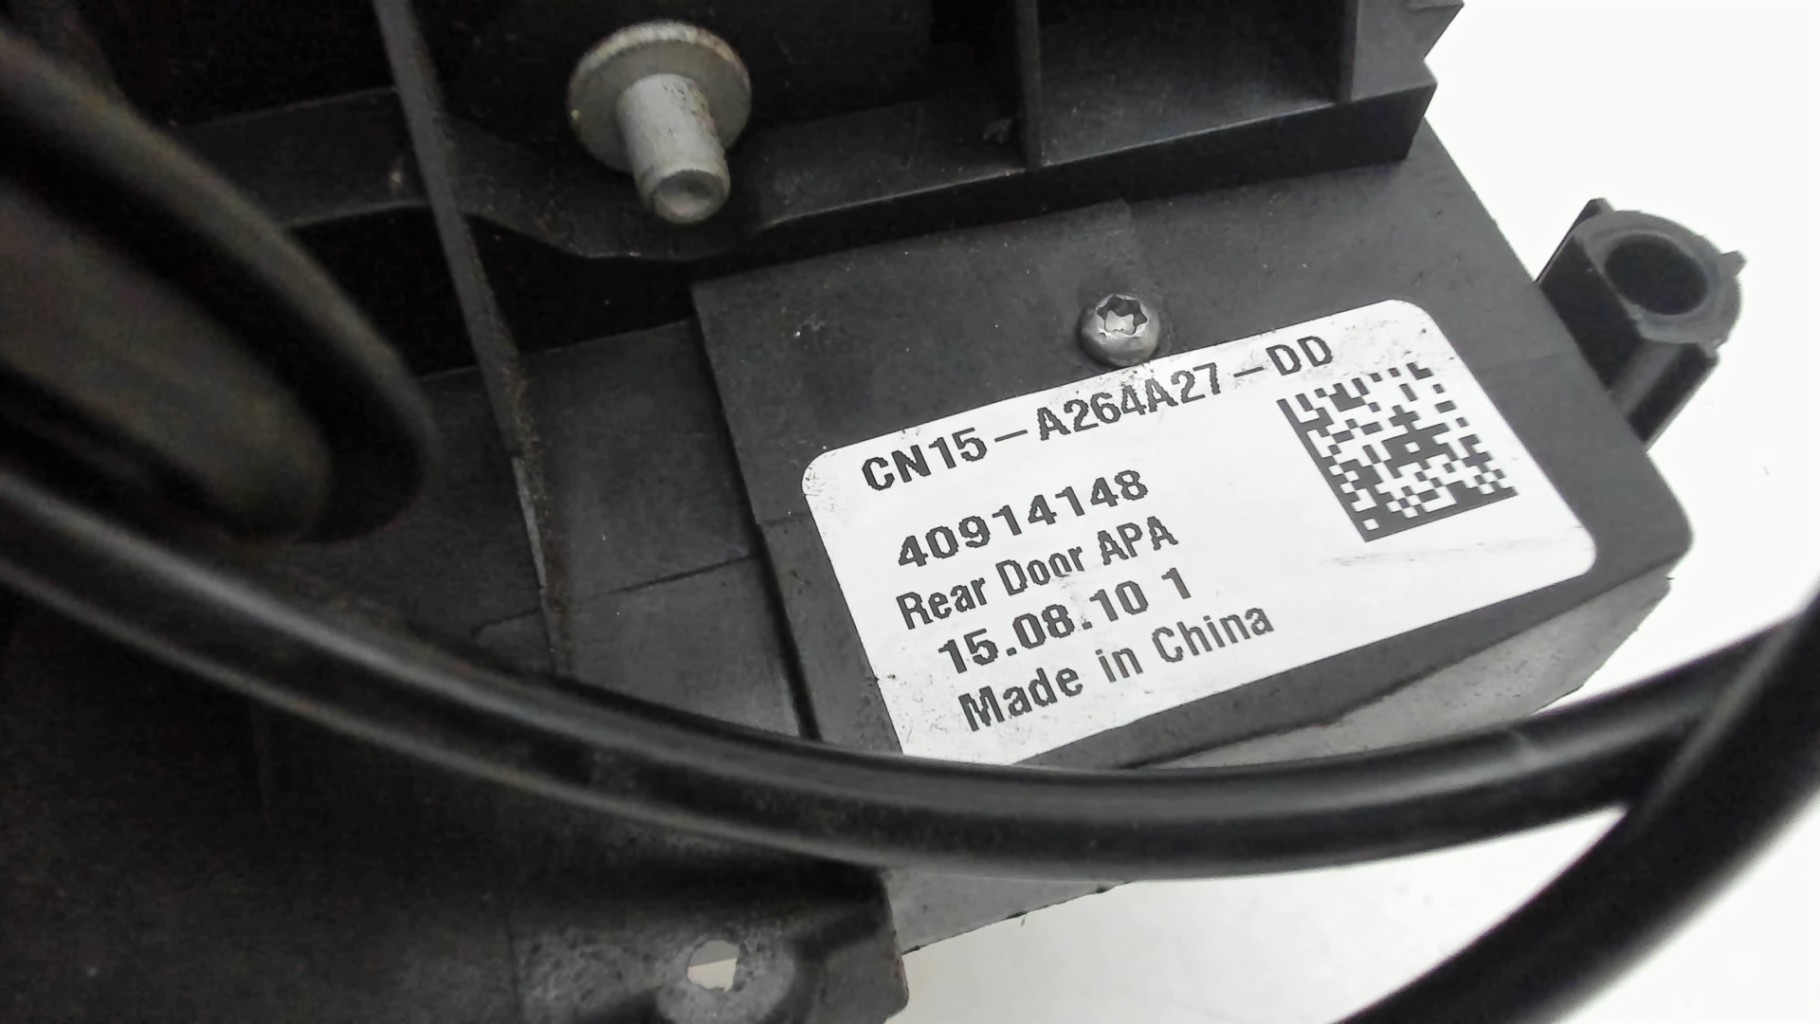 CN15-A264A27-DD
40914148
Rear Door APA
15.08.10 1
Made in China